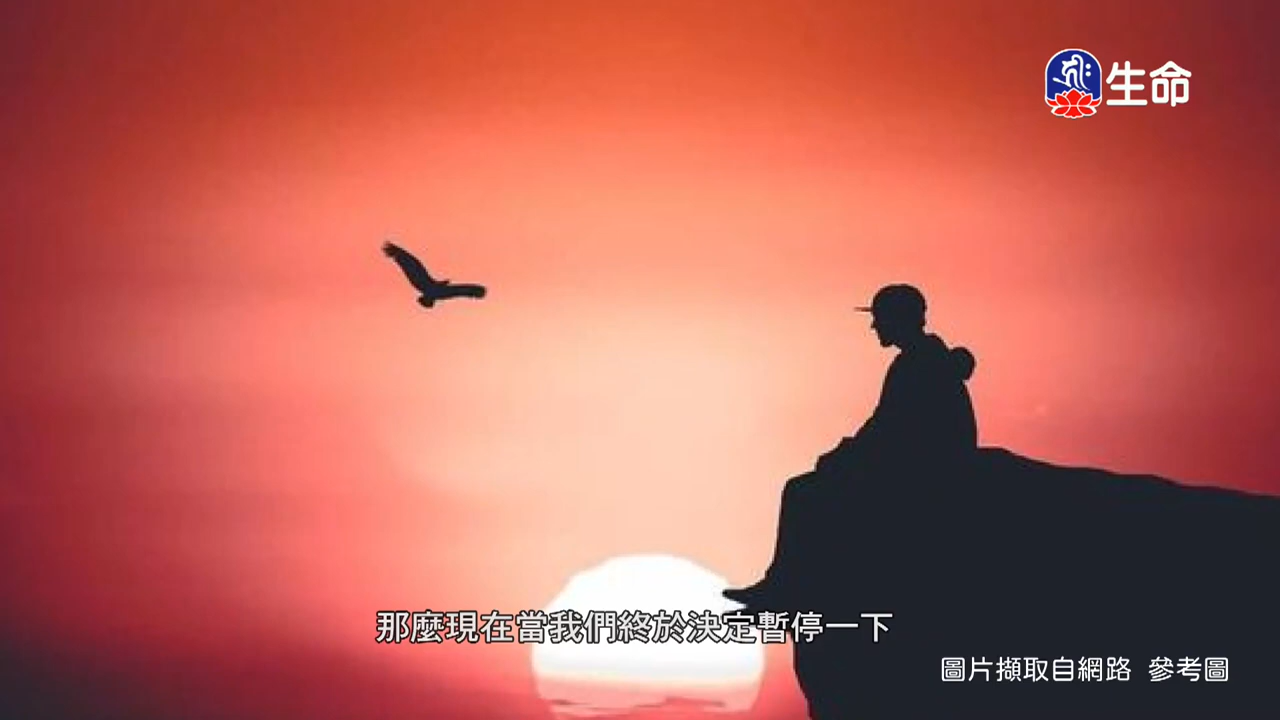 生命
那麼現在當我們終於決定暫停一下
圖片擷取自網路 參考圖